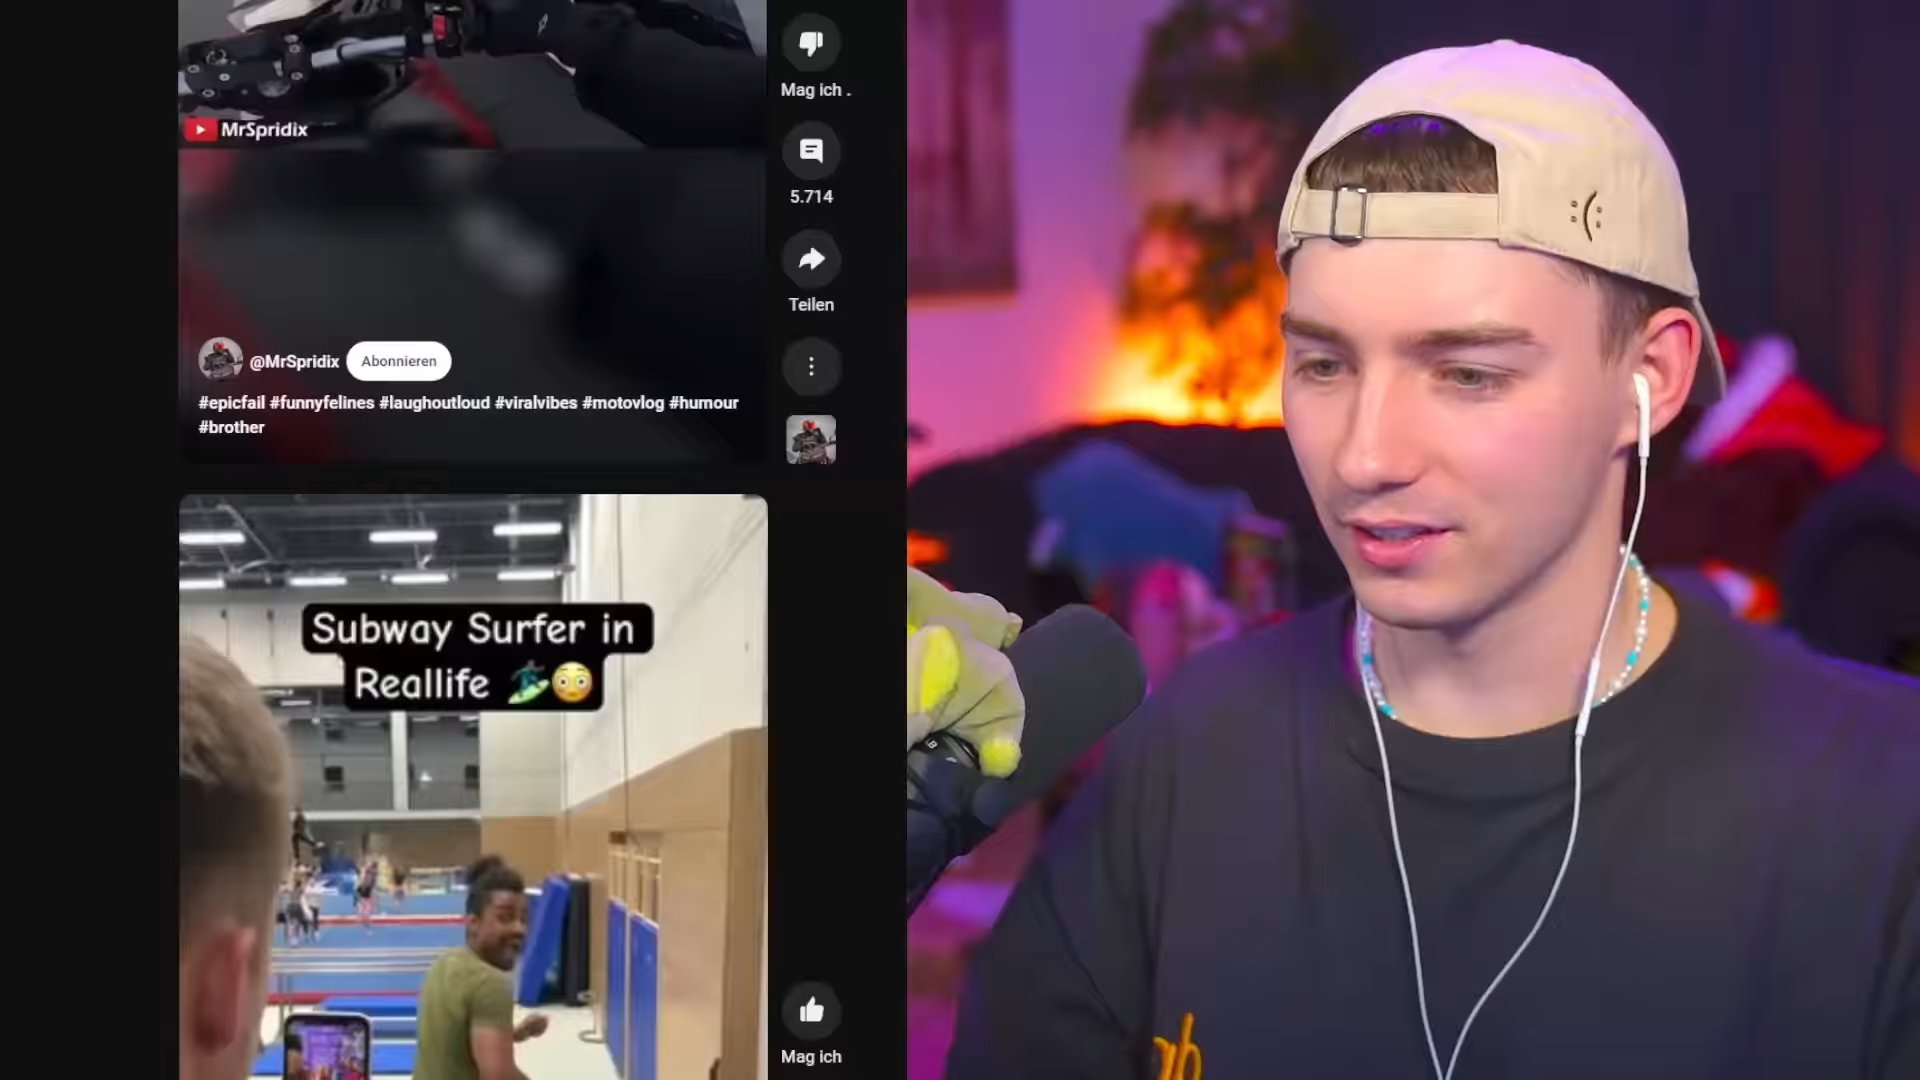 Mag ich .
MrSpridix
5.714
Teilen
@MrSpridix
Abonnieren
#epicfail #funnyfelines #laughoutloud #viralvibes #motovlog #humour
#brother
Subway Surfer in
Reallife
Mag ich